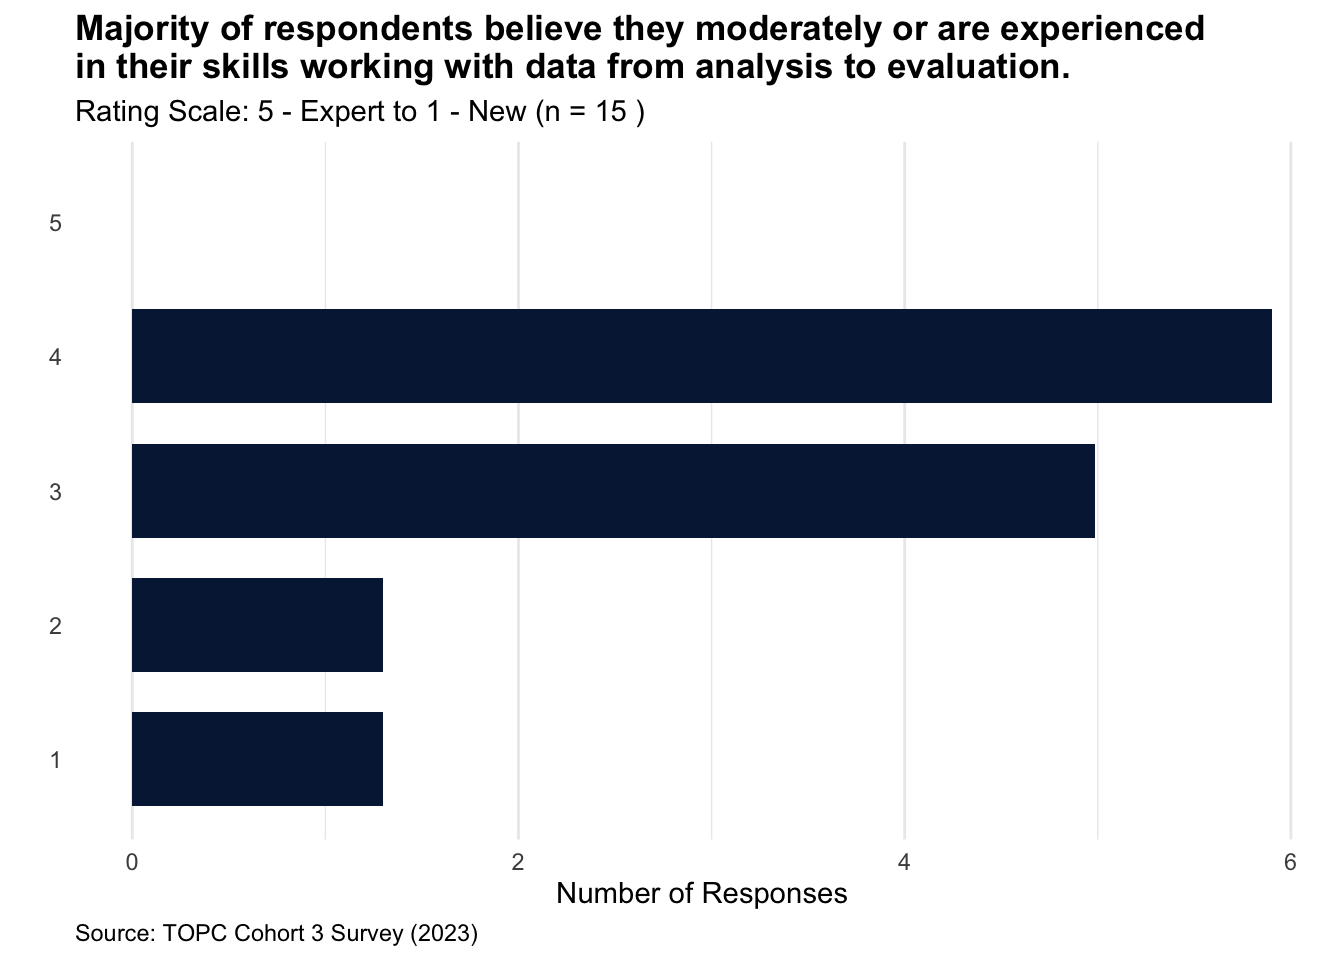 Majority of respondents believe they moderately or are experienced
in their skills working with data from analysis to evaluation.
Rating Scale: 5 - Expert to 1 - New (n = 15 )
5
4
3
2
1
0 2 4 6
Number of Responses
Source: TOPC Cohort 3 Survey (2023)